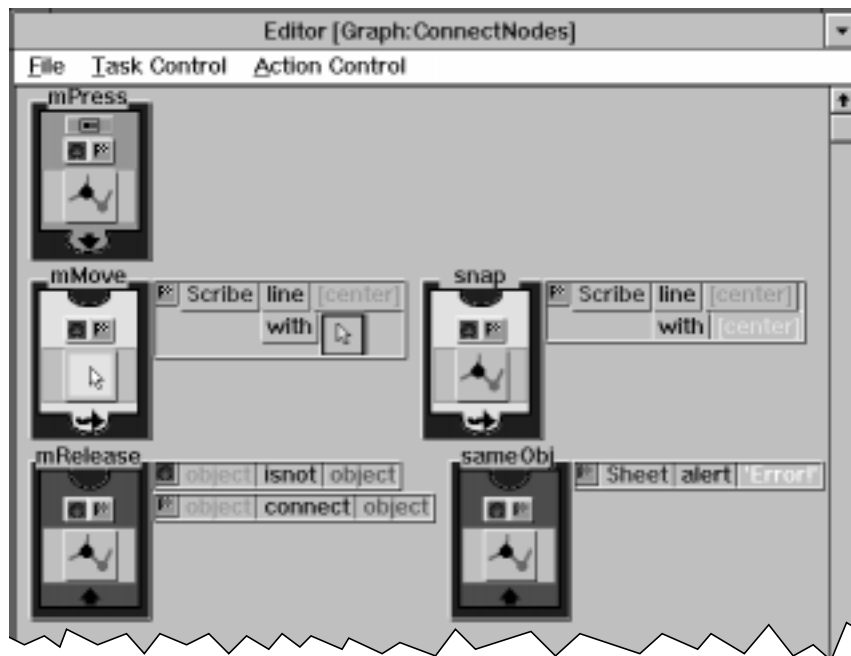 Editor [Graph:ConnectNodes]
File Task Control Action Control
mPress
mMove
Scribe line [center]
with
snap
Scribe line [center]
with [center]
mRelease
object isnot object
object connect object
sameObj
Sheet alert 'Error!'